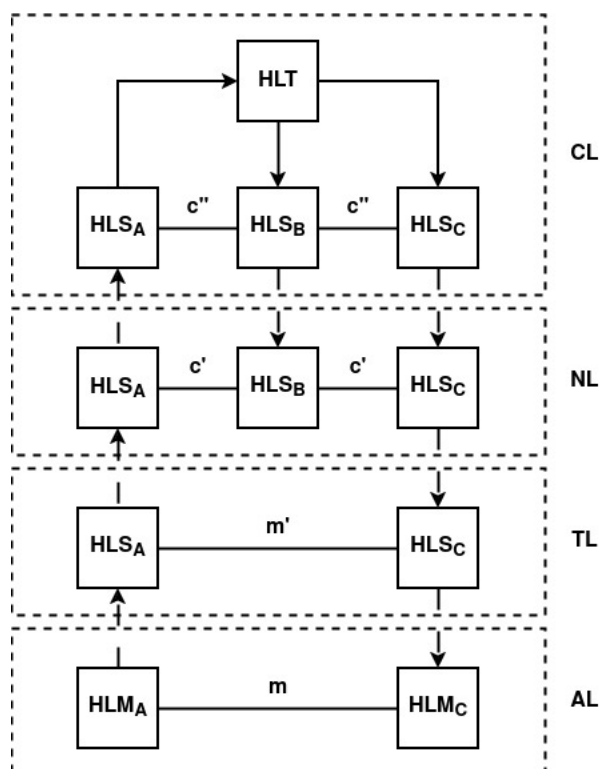 HLT
CL
c" c"
HLSA HLSB HLSC
c' c'
NL
HLSA HLSB HLSC
m'
HLSA HLSC
TL
m
AL
HLMA HLMC